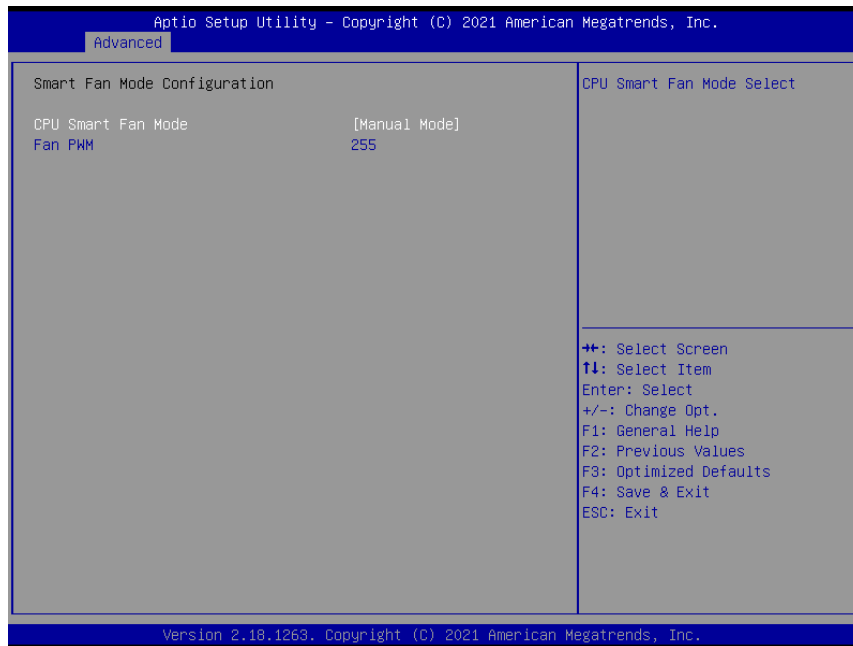 Aptio Setup Utility – Copyright (C) 2021 American Megatrends, Inc.
Advanced
Smart Fan Mode Configuration
CPU Smart Fan Mode [Manual Mode]
Fan PWM 255
CPU Smart Fan Mode Select
→←: Select Screen
↑↓: Select Item
Enter: Select
+/-: Change Opt.
F1: General Help
F2: Previous Values
F3: Optimized Defaults
F4: Save & Exit
ESC: Exit
Version 2.18.1263. Copyright (C) 2021 American Megatrends, Inc.